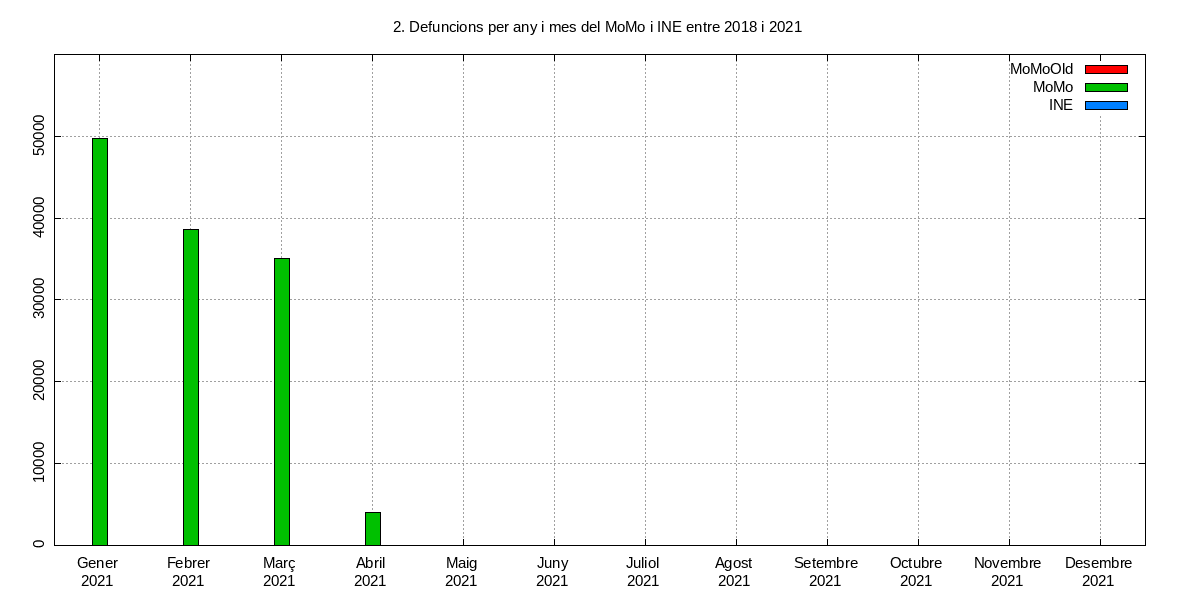 2. Defuncions per any i mes del MoMo i INE entre 2018 i 2021
MoMoOld
MoMo
INE
50000
40000
30000
20000
10000
0
Gener Febrer Març Abril Maig Juny Juliol Agost Setembre Octubre Novembre Desembre
2021 2021 2021 2021 2021 2021 2021 2021 2021 2021 2021 2021